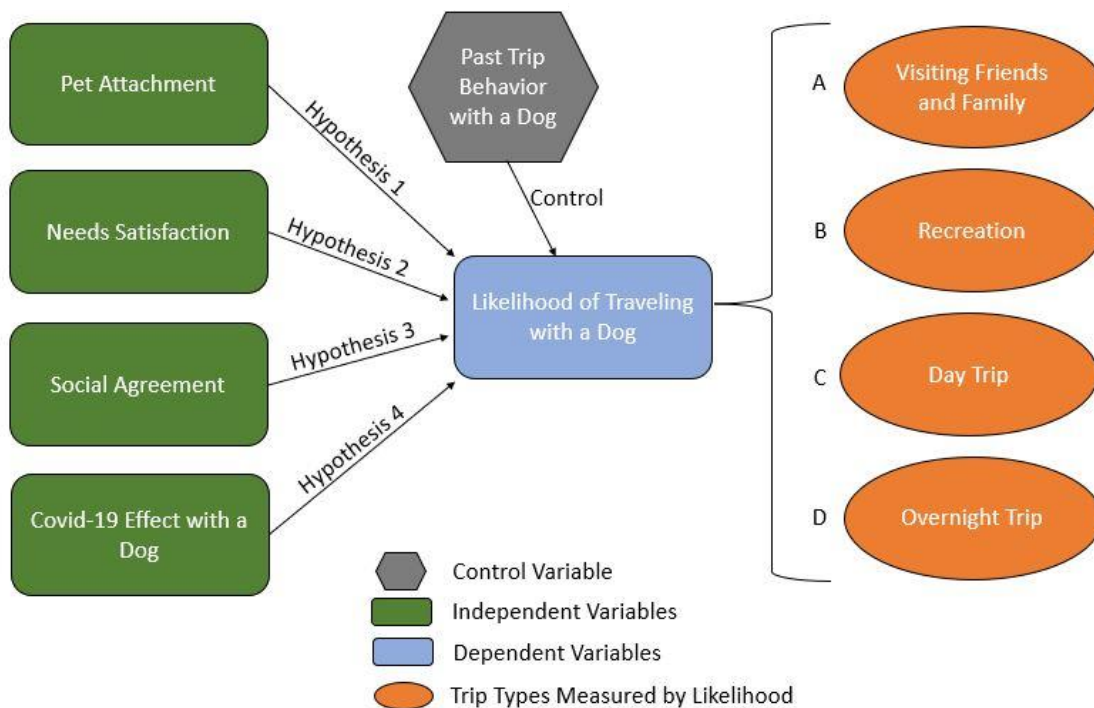 Pet Attachment
Needs Satisfaction
Social Agreement
Covid-19 Effect with a
Dog
Hypothesis 1
Hypothesis 2
Hypothesis 3
Hypothesis 4
Past Trip
Behavior
with a Dog
Control
Likelihood of Traveling
with a Dog
A
Visiting Friends
and Family
B
Recreation
C
Day Trip
D
Overnight Trip
Control Variable
Independent Variables
Dependent Variables
Trip Types Measured by Likelihood